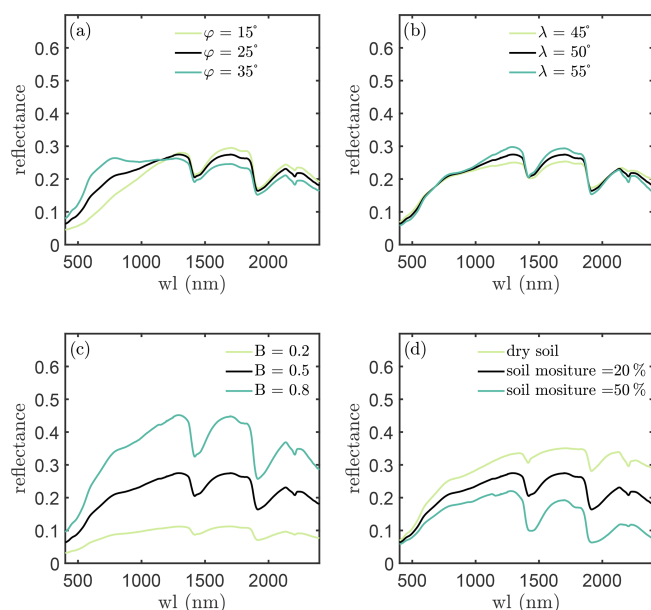 (a)
φ = 15°
φ = 25°
φ = 35°
reflectance
0.6
0.5
0.4
0.3
0.2
0.1
0
500 1000 1500 2000
wl (nm)
(b)
λ = 45°
λ = 50°
λ = 55°
reflectance
0.6
0.5
0.4
0.3
0.2
0.1
0
500 1000 1500 2000
wl (nm)
(c)
B = 0.2
B = 0.5
B = 0.8
reflectance
0.6
0.5
0.4
0.3
0.2
0.1
0
500 1000 1500 2000
wl (nm)
(d)
dry soil
soil mositure =20 %
soil mositure =50 %
reflectance
0.6
0.5
0.4
0.3
0.2
0.1
0
500 1000 1500 2000
wl (nm)